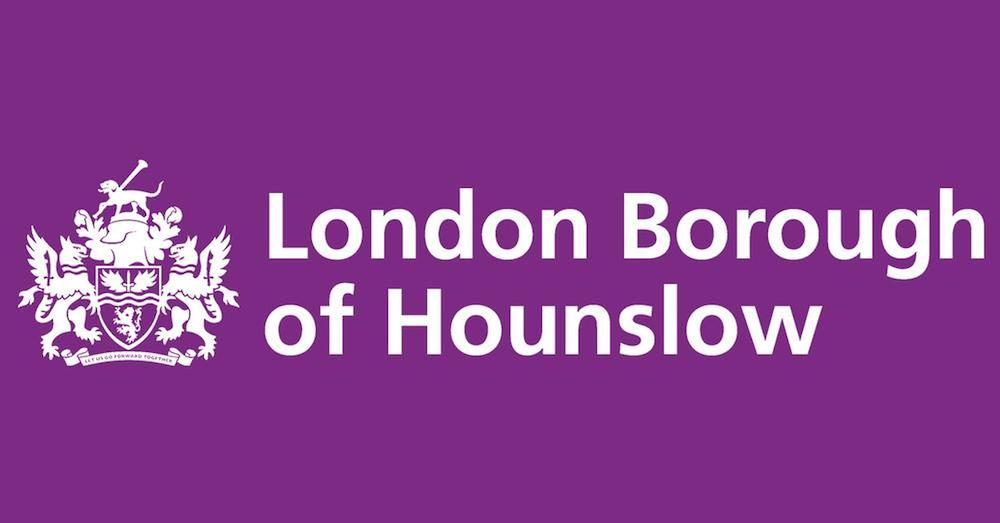 LET US GO FORWARD TOGETHER
London Borough
of Hounslow